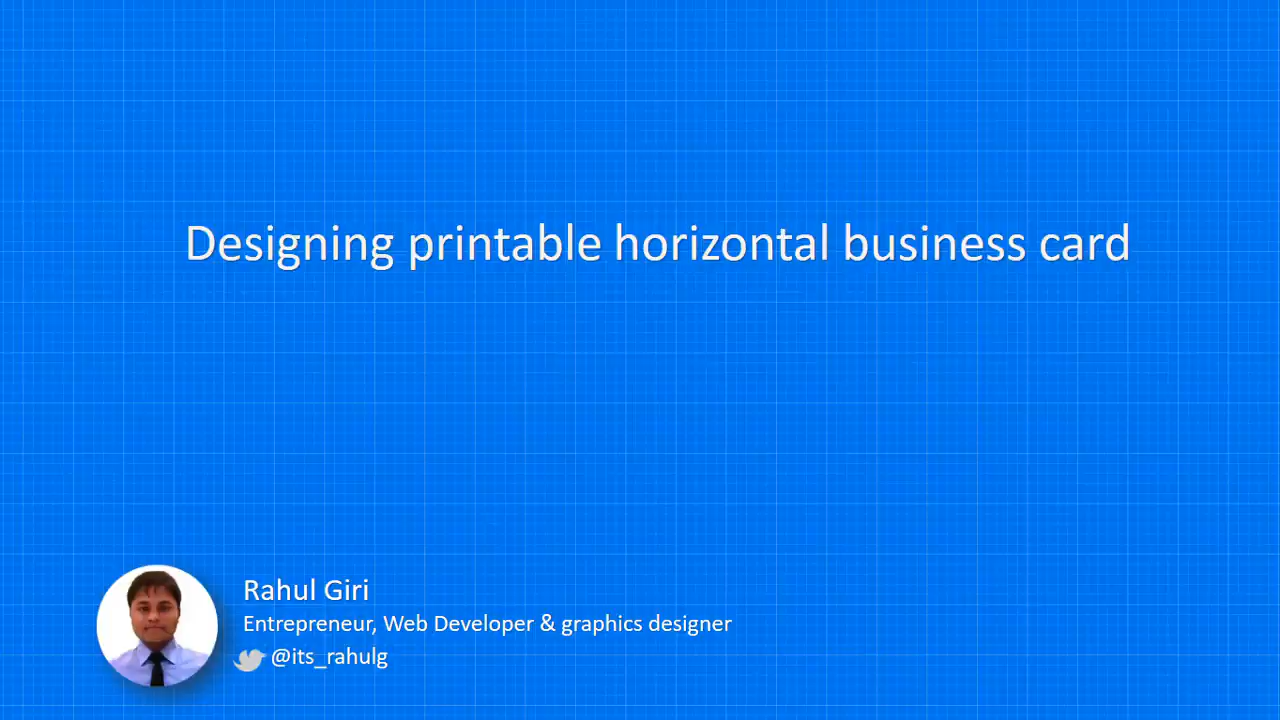 Designing printable horizontal business card
Rahul Giri
Entrepreneur, Web Developer & graphics designer
@its_rahulg